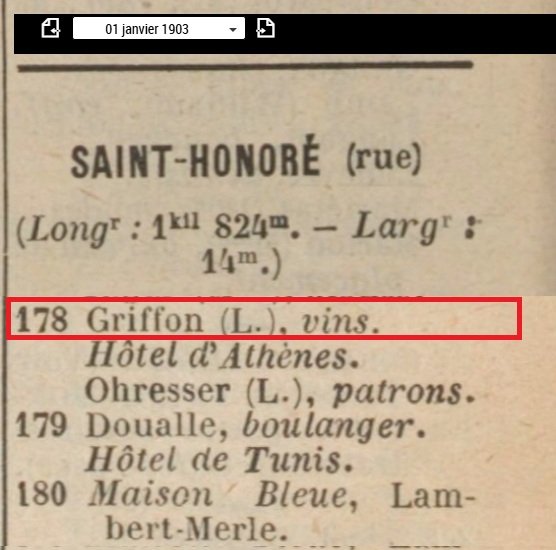 01 janvier 1903
SAINT-HONORÉ (rue)
(Longʳ : 1ᵏⁱˡ 824ᵐ. — Largʳ :
14ᵐ.)
178 Griffon (L.), vins.
Hôtel d'Athènes.
Ohresser (L.), patrons.
179 Doualle, boulanger.
Hôtel de Tunis.
180 Maison Bleue, Lam-
bert-Merle.